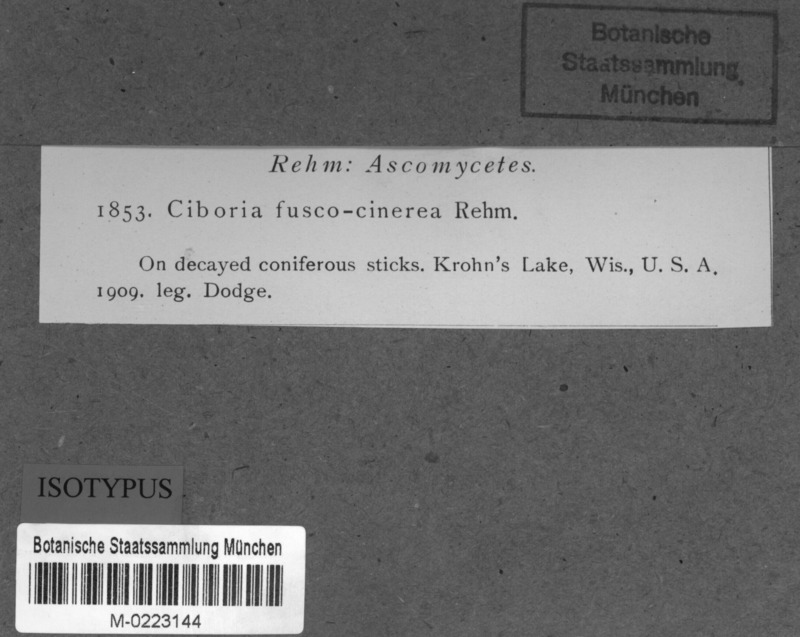 Botanische
Staatssammlung
München
Rehm: Ascomycetes.
1853. Ciboria fusco-cinerea Rehm.
On decayed coniferous sticks. Krohn's Lake, Wis., U. S. A.
1909. leg. Dodge.
ISOTYPUS
Botanische Staatssammlung München
M-0223144